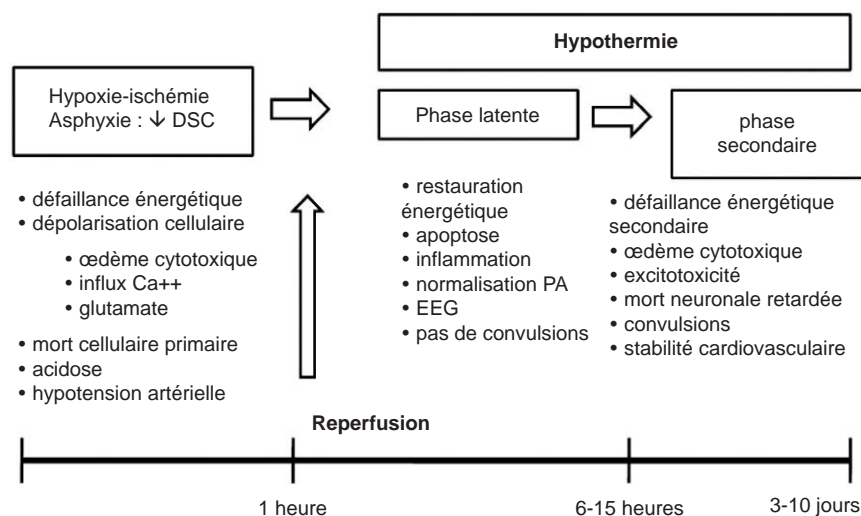 Hypothermie
Hypoxie-ischémie
Asphyxie : ↓ DSC
Phase latente
phase
secondaire
• défaillance énergétique
• dépolarisation cellulaire
• œdème cytotoxique
• influx Ca++
• glutamate
• mort cellulaire primaire
• acidose
• hypotension artérielle
• restauration
énergétique
• apoptose
• inflammation
• normalisation PA
• EEG
• pas de convulsions
• défaillance énergétique
secondaire
• œdème cytotoxique
• excitotoxicité
• mort neuronale retardée
• convulsions
• stabilité cardiovasculaire
Reperfusion
1 heure
6-15 heures
3-10 jours